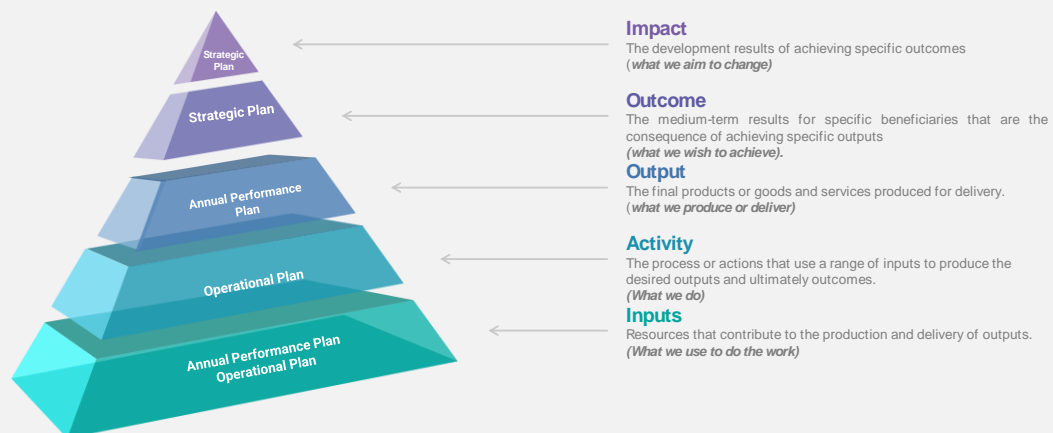 Strategic
Plan
Strategic Plan
Annual Performance
Plan
Operational Plan
Annual Performance Plan
Operational Plan
Impact
The development results of achieving specific outcomes
(what we aim to change)
Outcome
The medium-term results for specific beneficiaries that are the
consequence of achieving specific outputs
(what we wish to achieve).
Output
The final products or goods and services produced for delivery.
(what we produce or deliver)
Activity
The process or actions that use a range of inputs to produce the
desired outputs and ultimately outcomes.
(What we do)
Inputs
Resources that contribute to the production and delivery of outputs.
(What we use to do the work)